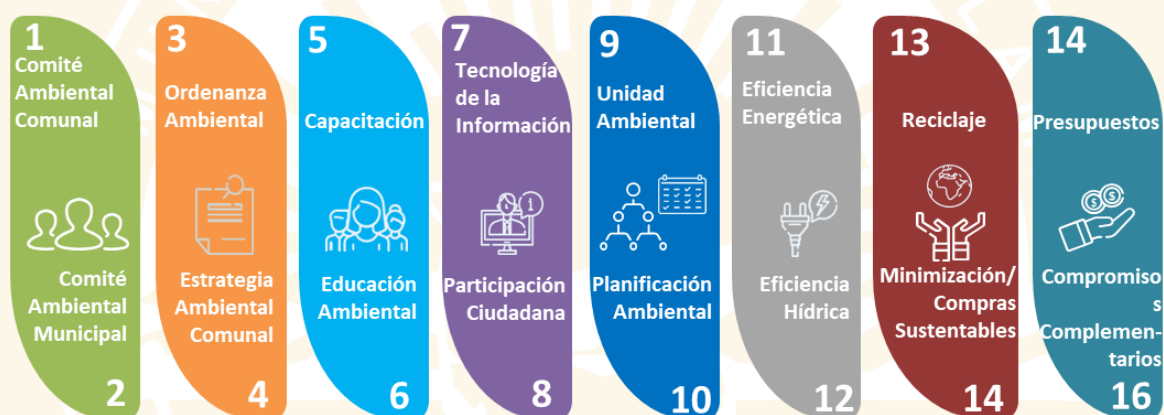 1
Comité
Ambiental
Comunal
Comité
Ambiental
Municipal
2
3
Ordenanza
Ambiental
Estrategia
Ambiental
Comunal
4
5
Capacitación
Educación
Ambiental
6
7
Tecnología
de la
Información
i
Participación
Ciudadana
8
9
Unidad
Ambiental
Planificación
Ambiental
10
11
Eficiencia
Energética
Eficiencia
Hídrica
12
13
Reciclaje
Minimización/
Compras
Sustentables
14
14
Presupuestos
$ $
Compromiso
s
Complemen-
tarios
16